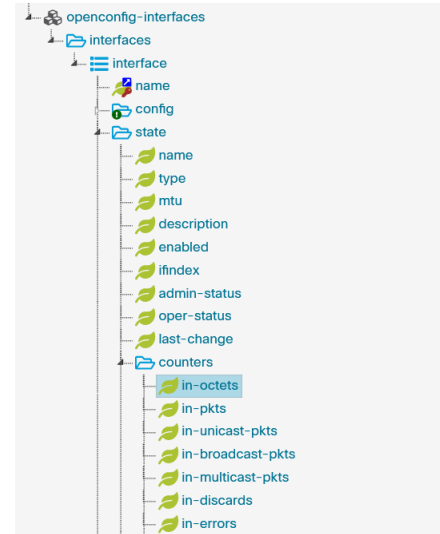 openconfig-interfaces
interfaces
interface
name
config
state
name
type
mtu
description
enabled
ifindex
admin-status
oper-status
last-change
counters
in-octets
in-pkts
in-unicast-pkts
in-broadcast-pkts
in-multicast-pkts
in-discards
in-errors